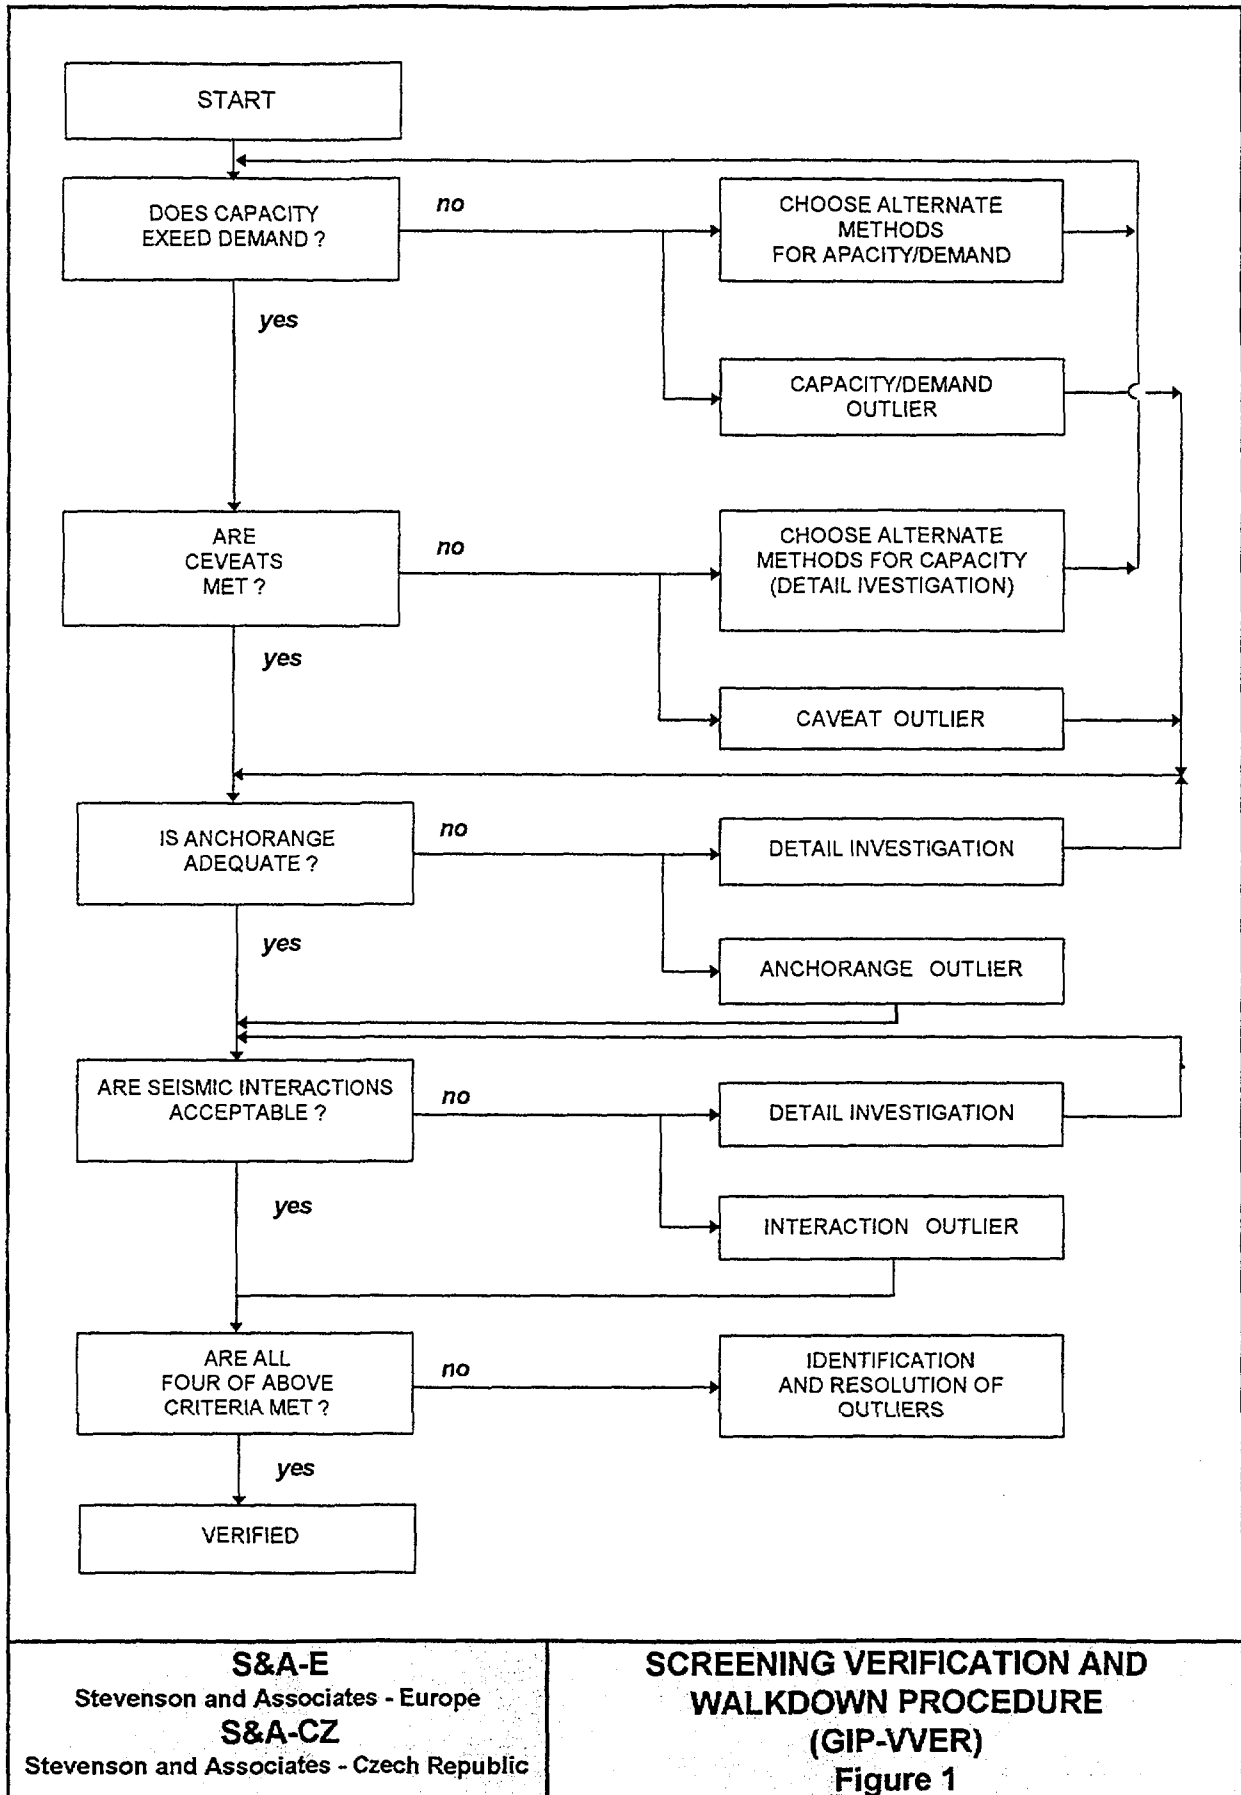 START
DOES CAPACITY
EXEED DEMAND ?
no
CHOOSE ALTERNATE
METHODS
FOR APACITY/DEMAND
yes
CAPACITY/DEMAND
OUTLIER
ARE
CEVEATS
MET ?
no
CHOOSE ALTERNATE
METHODS FOR CAPACITY
(DETAIL IVESTIGATION)
yes
CAVEAT OUTLIER
IS ANCHORANGE
ADEQUATE ?
no
DETAIL INVESTIGATION
yes
ANCHORANGE OUTLIER
ARE SEISMIC INTERACTIONS
ACCEPTABLE ?
no
DETAIL INVESTIGATION
yes
INTERACTION OUTLIER
ARE ALL
FOUR OF ABOVE
CRITERIA MET ?
no
IDENTIFICATION
AND RESOLUTION OF
OUTLIERS
yes
VERIFIED
S&A-E
Stevenson and Associates - Europe
S&A-CZ
Stevenson and Associates - Czech Republic
SCREENING VERIFICATION AND
WALKDOWN PROCEDURE
(GIP-VVER)
Figure 1